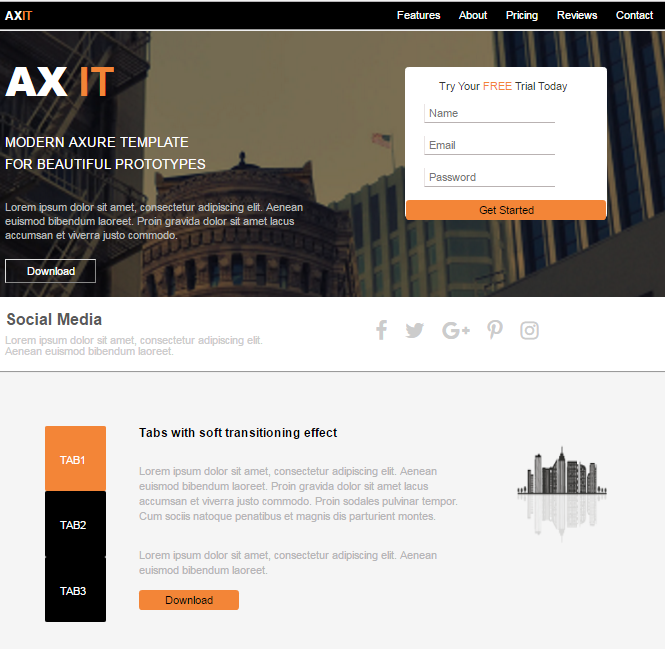 AXIT
Features About Pricing Reviews Contact
AX IT
MODERN AXURE TEMPLATE
FOR BEAUTIFUL PROTOTYPES
Lorem ipsum dolor sit amet, consectetur adipiscing elit. Aenean
euismod bibendum laoreet. Proin gravida dolor sit amet lacus
accumsan et viverra justo commodo.
Download
Try Your FREE Trial Today
Name
Email
Password
Get Started
Social Media
Lorem ipsum dolor sit amet, consectetur adipiscing elit.
Aenean euismod bibendum laoreet.
TAB1
TAB2
TAB3
Tabs with soft transitioning effect
Lorem ipsum dolor sit amet, consectetur adipiscing elit. Aenean
euismod bibendum laoreet. Proin gravida dolor sit amet lacus
accumsan et viverra justo commodo. Proin sodales pulvinar tempor.
Cum sociis natoque penatibus et magnis dis parturient montes.
Lorem ipsum dolor sit amet, consectetur adipiscing elit. Aenean
euismod bibendum laoreet.
Download